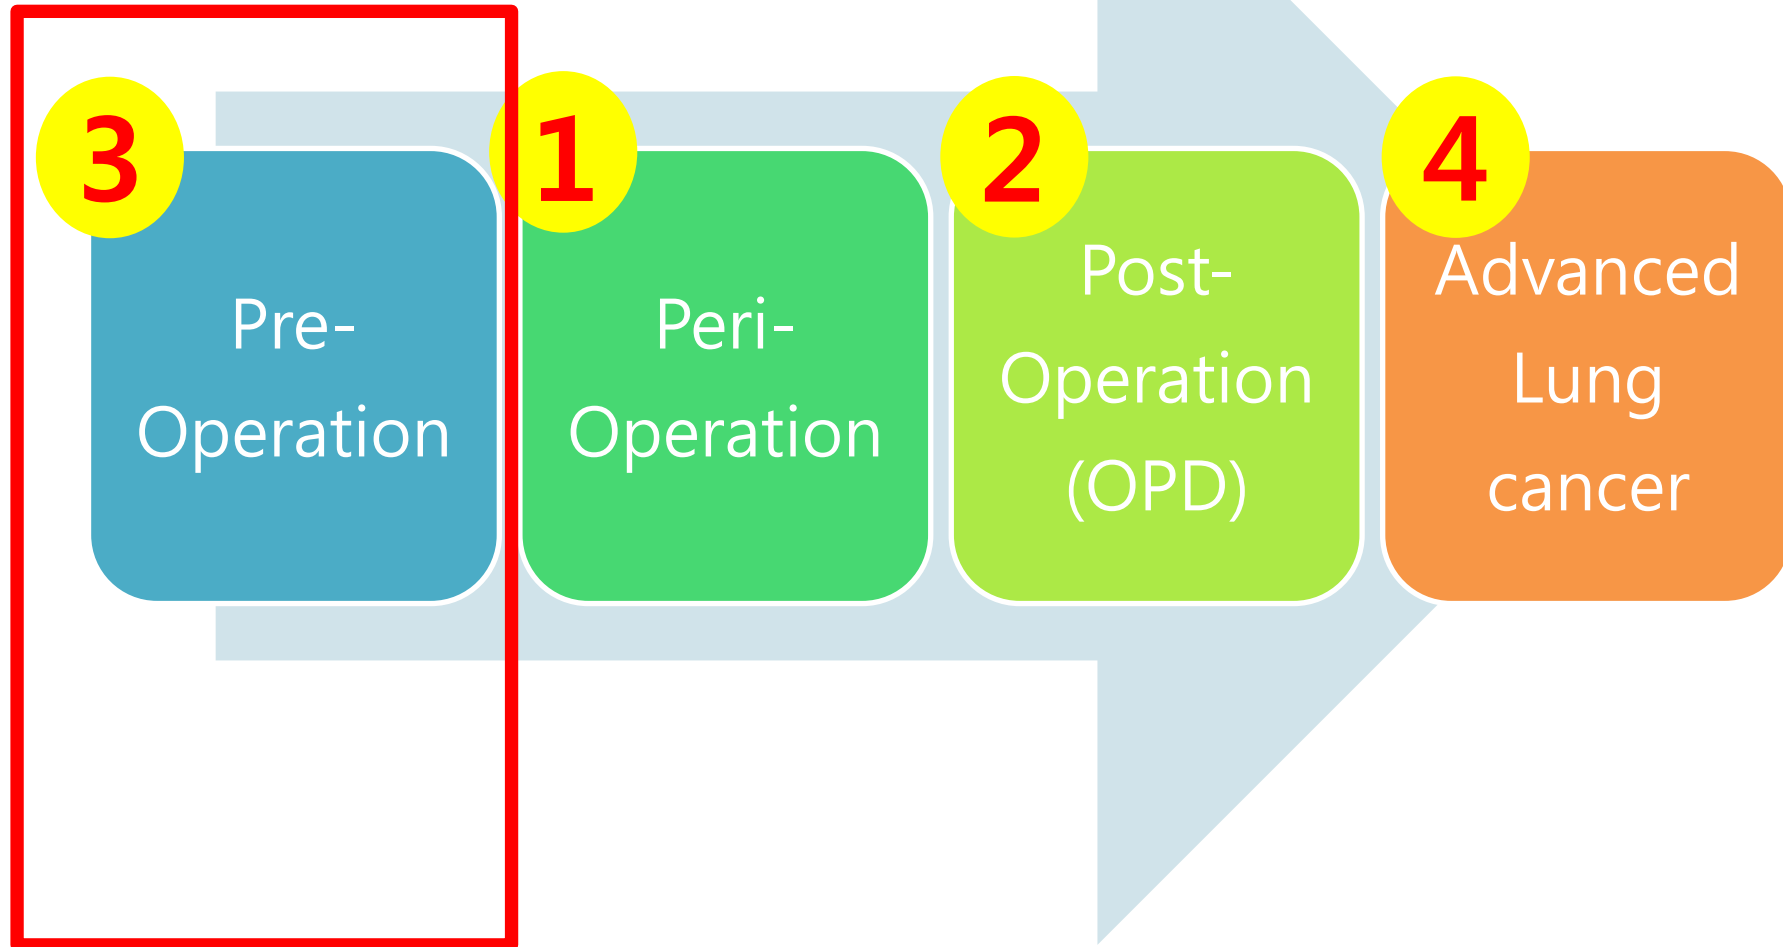 3
Pre-
Operation
1
Peri-
Operation
2
Post-
Operation
(OPD)
4
Advanced
Lung
cancer